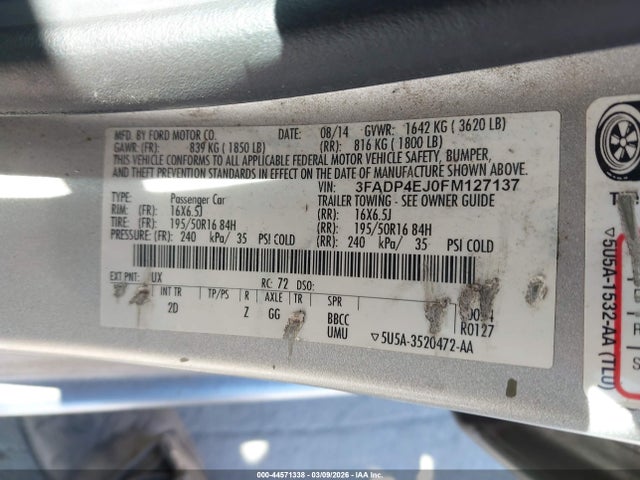 MFD. BY FORD MOTOR CO. DATE: 08/14 GVWR: 1642 KG ( 3620 LB)
GAWR: (FR): 839 KG ( 1850 LB) (RR): 816 KG ( 1800 LB)
THIS VEHICLE CONFORMS TO ALL APPLICABLE FEDERAL MOTOR VEHICLE SAFETY, BUMPER,
AND THEFT PREVENTION STANDARDS IN EFFECT ON THE DATE OF MANUFACTURE SHOWN ABOVE.
VIN: 3FADP4EJ0FM127137
TYPE: Passenger Car TRAILER TOWING - SEE OWNER GUIDE
RIM: (FR): 16X6.5J (RR): 16X6.5J
TIRE: (FR): 195/50R16 84H (RR): 195/50R16 84H
PRESSURE: (FR): 240 kPa/ 35 PSI COLD (RR): 240 kPa/ 35 PSI COLD
EXT PNT: UX RC: 72 DSO:
INT TR TP/PS R AXLE TR SPR
2D Z GG BBCC
UMU ▽5U5A-3520472-AA
R0127
▽5U5A-1532-AA (TLD)
000-44571338 - 03/09/2026 - IAAI.COM